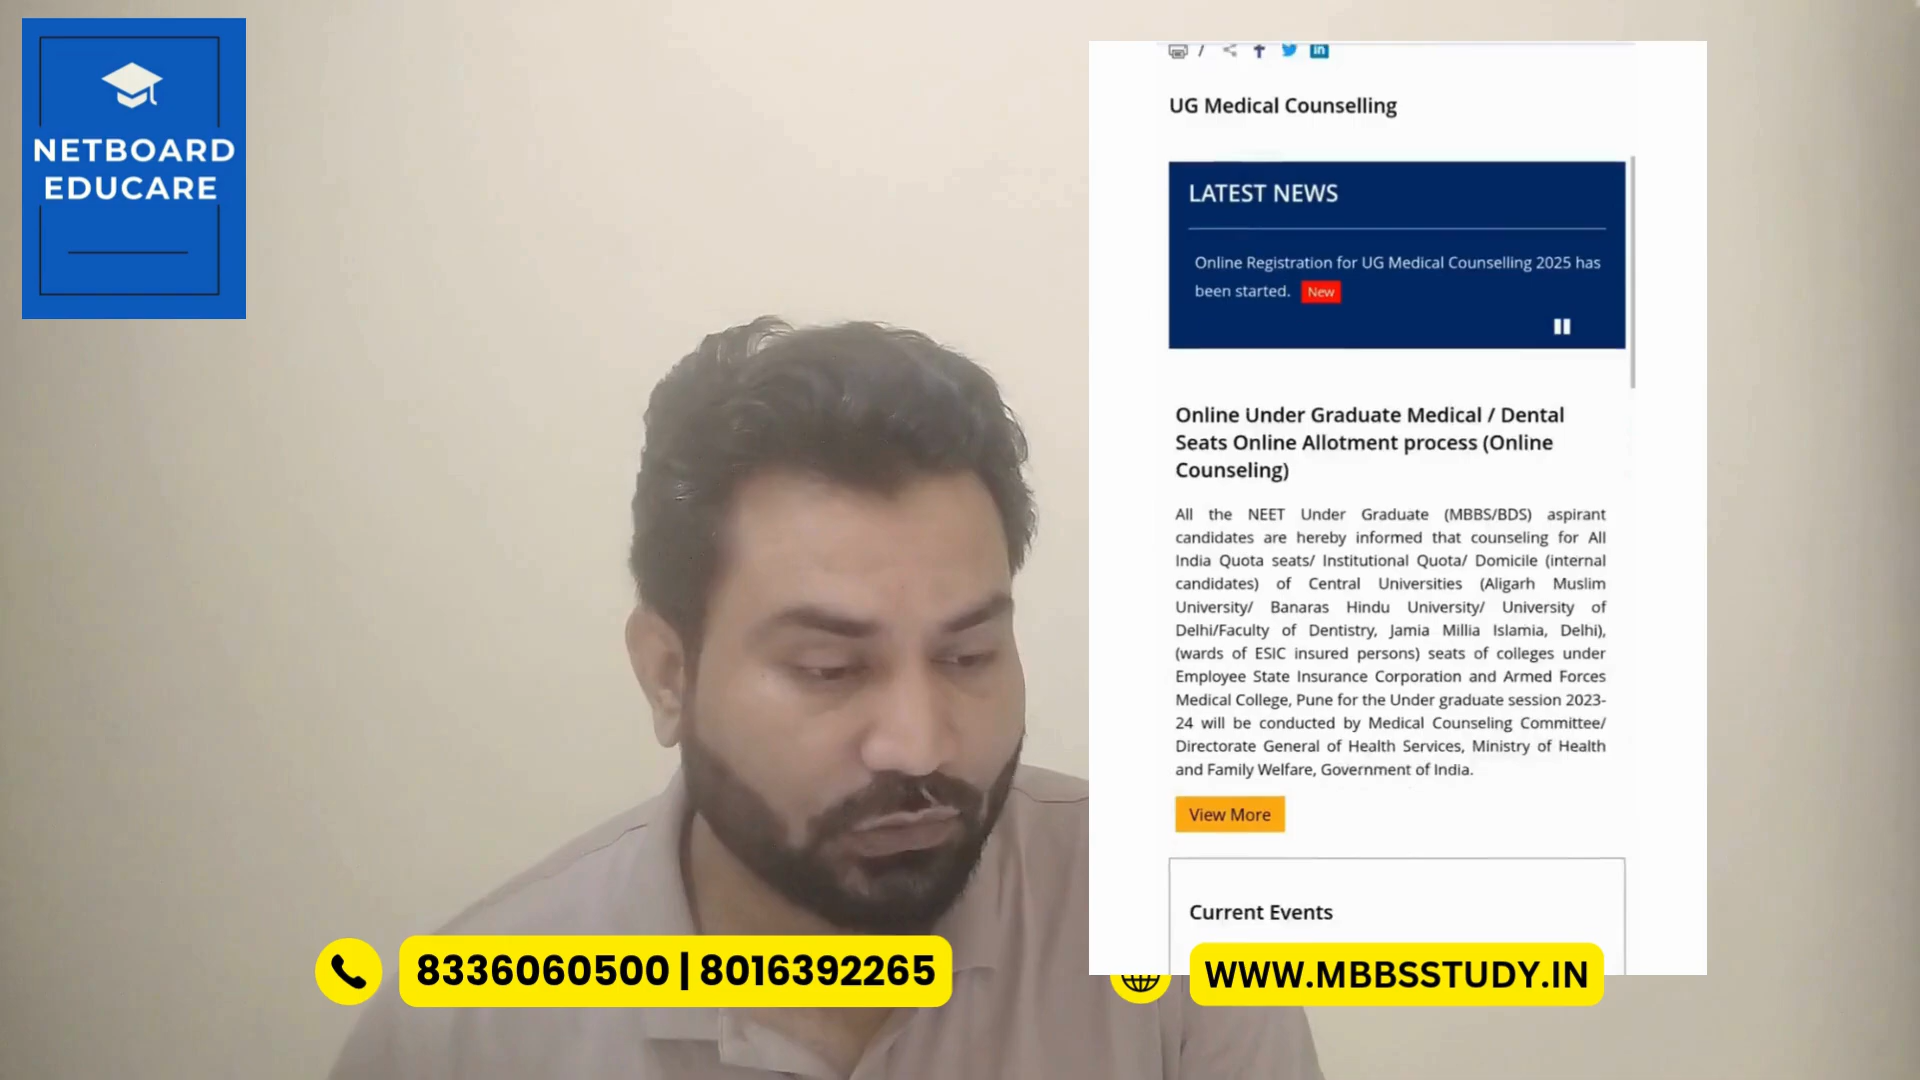 NETBOARD
EDUCARE
UG Medical Counselling
LATEST NEWS
Online Registration for UG Medical Counselling 2025 has
been started. New
Online Under Graduate Medical / Dental
Seats Online Allotment process (Online
Counseling)
All the NEET Under Graduate (MBBS/BDS) aspirant
candidates are hereby informed that counseling for All
India Quota seats/ Institutional Quota/ Domicile (internal
candidates) of Central Universities (Aligarh Muslim
University/ Banaras Hindu University/ University of
Delhi/Faculty of Dentistry, Jamia Millia Islamia, Delhi),
(wards of ESIC insured persons) seats of colleges under
Employee State Insurance Corporation and Armed Forces
Medical College, Pune for the Under graduate session 2023-
24 will be conducted by Medical Counseling Committee/
Directorate General of Health Services, Ministry of Health
and Family Welfare, Government of India.
View More
Current Events
8336060500 | 8016392265
WWW.MBBSSTUDY.IN